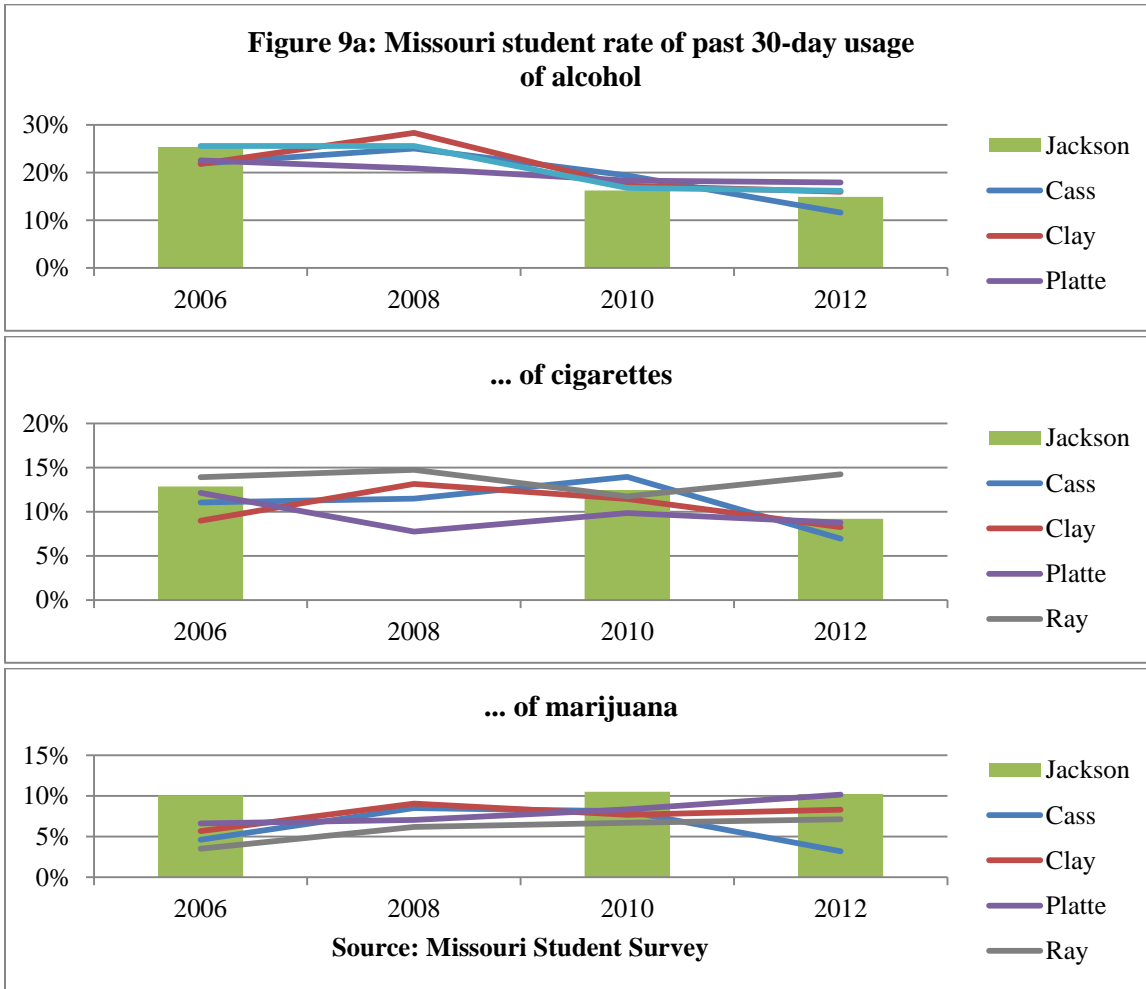 Figure 9a: Missouri student rate of past 30-day usage
of alcohol
30%
20%
10%
0%
2006 2008 2010 2012
Jackson
Cass
Clay
Platte
... of cigarettes
20%
15%
10%
5%
0%
2006 2008 2010 2012
Jackson
Cass
Clay
Platte
Ray
... of marijuana
15%
10%
5%
0%
2006 2008 2010 2012
Source: Missouri Student Survey
Jackson
Cass
Clay
Platte
Ray